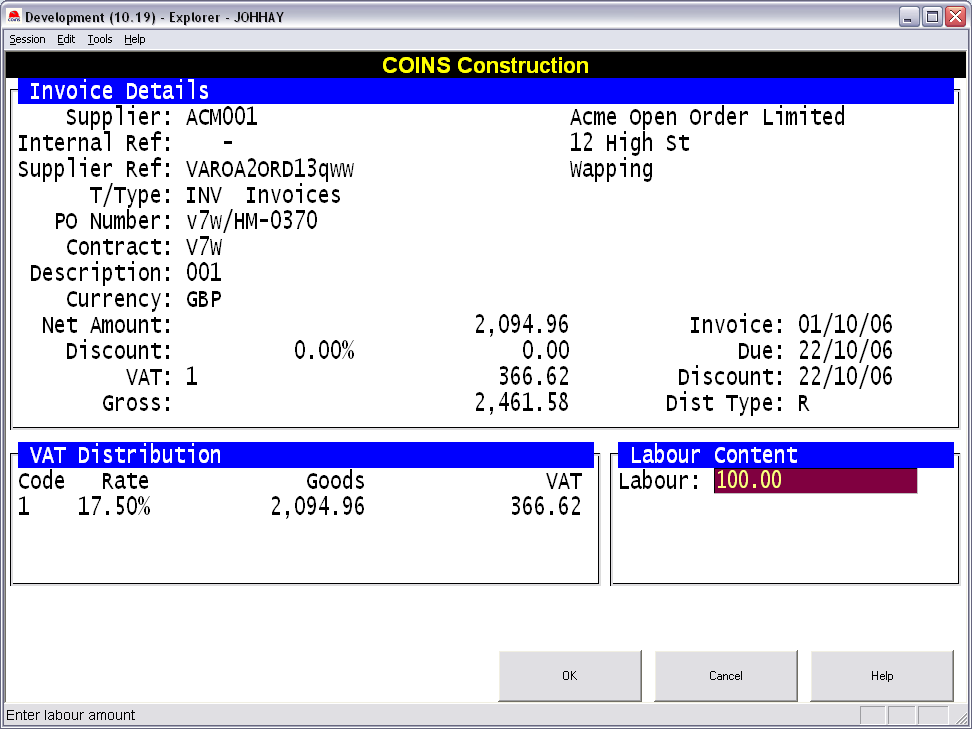 Development (10.19) - Explorer - JOHHAY
Session Edit Tools Help
COINS Construction
Invoice Details
Supplier: ACM001 Acme Open Order Limited
Internal Ref: - 12 High St
Supplier Ref: VAROA2ORD13qww Wapping
T/Type: INV Invoices
PO Number: v7w/HM-0370
Contract: V7W
Description: 001
Currency: GBP
Net Amount: 2,094.96 Invoice: 01/10/06
Discount: 0.00% 0.00 Due: 22/10/06
VAT: 1 366.62 Discount: 22/10/06
Gross: 2,461.58 Dist Type: R
VAT Distribution Labour Content
Code Rate Goods VAT Labour: 100.00
1 17.50% 2,094.96 366.62
OK Cancel Help
Enter labour amount